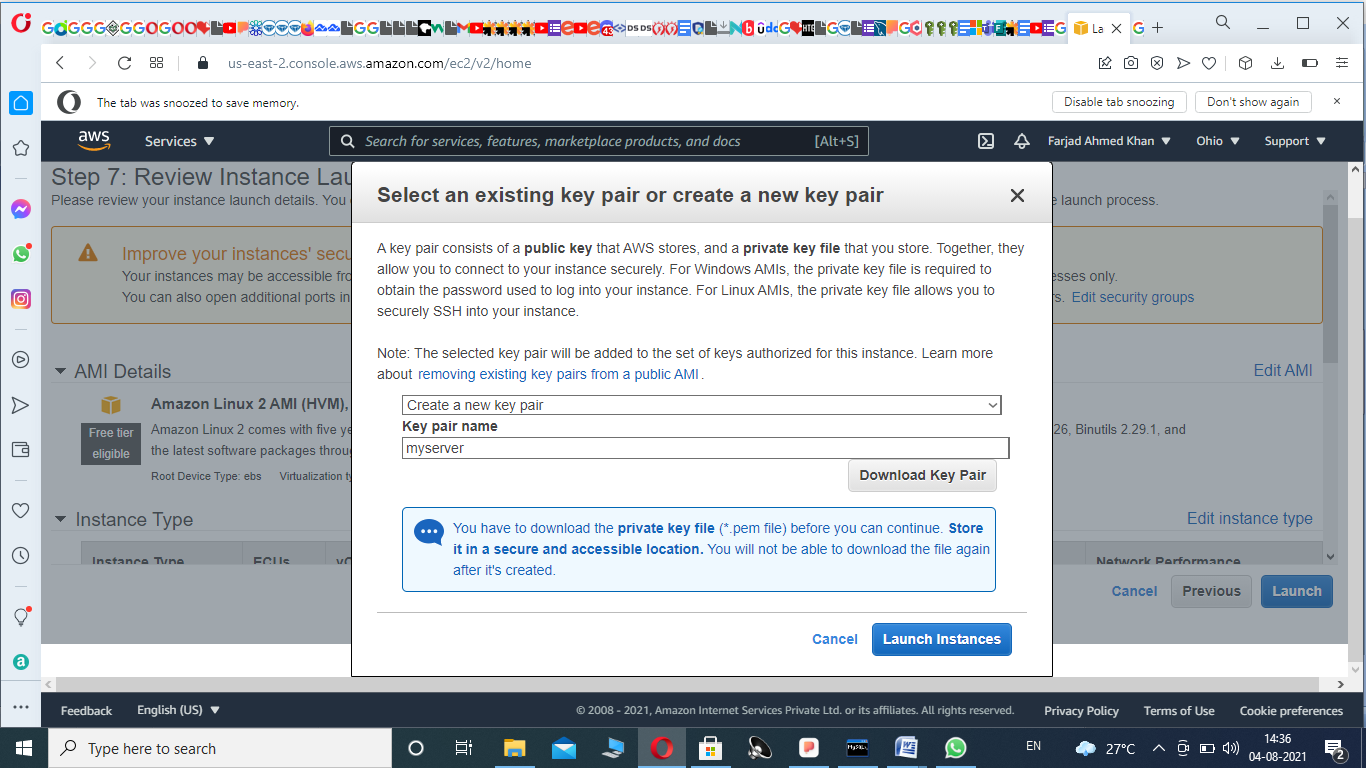 43
DS DS
La
us-east-2.console.aws.amazon.com/ec2/v2/home
The tab was snoozed to save memory.
Disable tab snoozing
Don't show again
aws
Services
Search for services, features, marketplace products, and docs
[Alt+S]
Farjad Ahmed Khan
Ohio
Support
Step 7: Review Instance Lau
Please review your instance launch details. You
e launch process.
Improve your instances' secu
Your instances may be accessible fro
esses only.
You can also open additional ports in
rs. Edit security groups
AMI Details
Edit AMI
Amazon Linux 2 AMI (HVM),
Free tier
eligible
Amazon Linux 2 comes with five ye
26, Binutils 2.29.1, and
the latest software packages throug
Root Device Type: ebs
Virtualization ty
Instance Type
Edit instance type
Instance Type
ECUs
vC
Network Performance
Cancel
Previous
Launch
Select an existing key pair or create a new key pair
A key pair consists of a public key that AWS stores, and a private key file that you store. Together, they
allow you to connect to your instance securely. For Windows AMIs, the private key file is required to
obtain the password used to log into your instance. For Linux AMIs, the private key file allows you to
securely SSH into your instance.
Note: The selected key pair will be added to the set of keys authorized for this instance. Learn more
about removing existing key pairs from a public AMI.
Create a new key pair
Key pair name
myserver
Download Key Pair
You have to download the private key file (*.pem file) before you can continue. Store
it in a secure and accessible location. You will not be able to download the file again
after it's created.
Cancel
Launch Instances
Feedback
English (US)
© 2008 - 2021, Amazon Internet Services Private Ltd. or its affiliates. All rights reserved.
Privacy Policy
Terms of Use
Cookie preferences
Type here to search
EN
27°C
14:36
04-08-2021
2